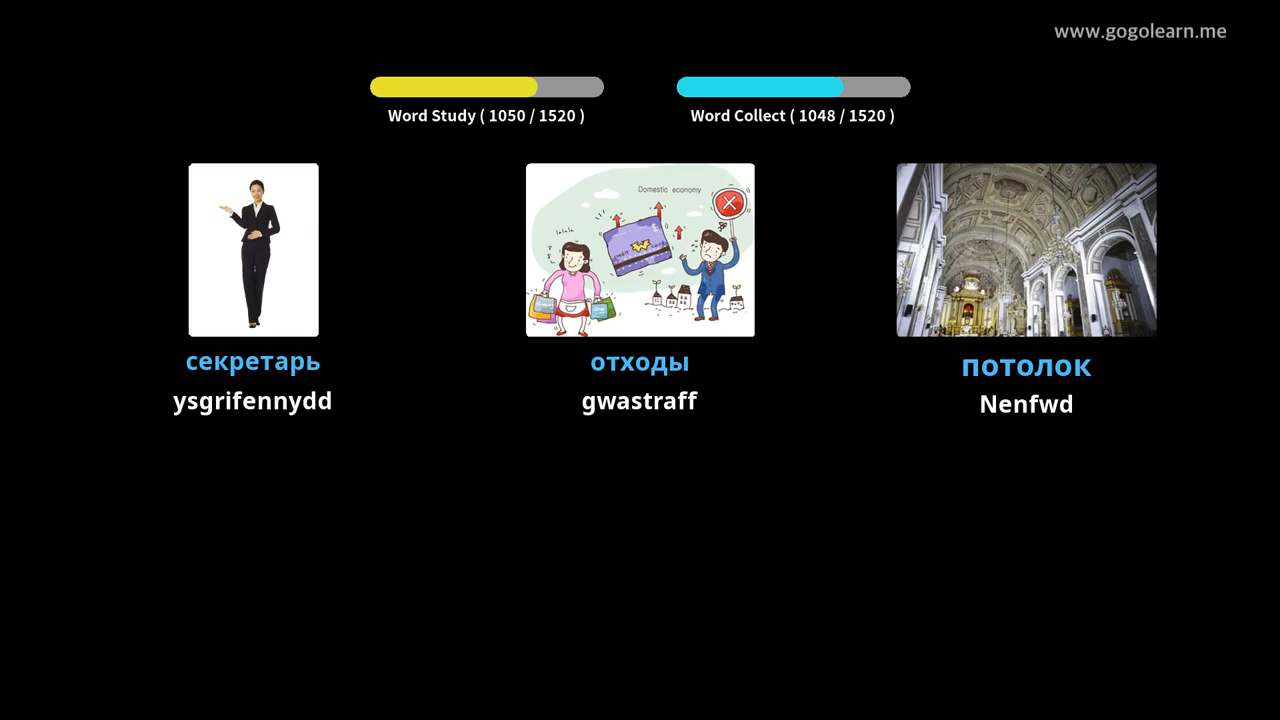 www.gogolearn.me
Word Study ( 1050 / 1520 )
Word Collect ( 1048 / 1520 )
Domestic economy
lalala
секретарь
отходы
потолок
ysgrifennydd
gwastraff
Nenfwd